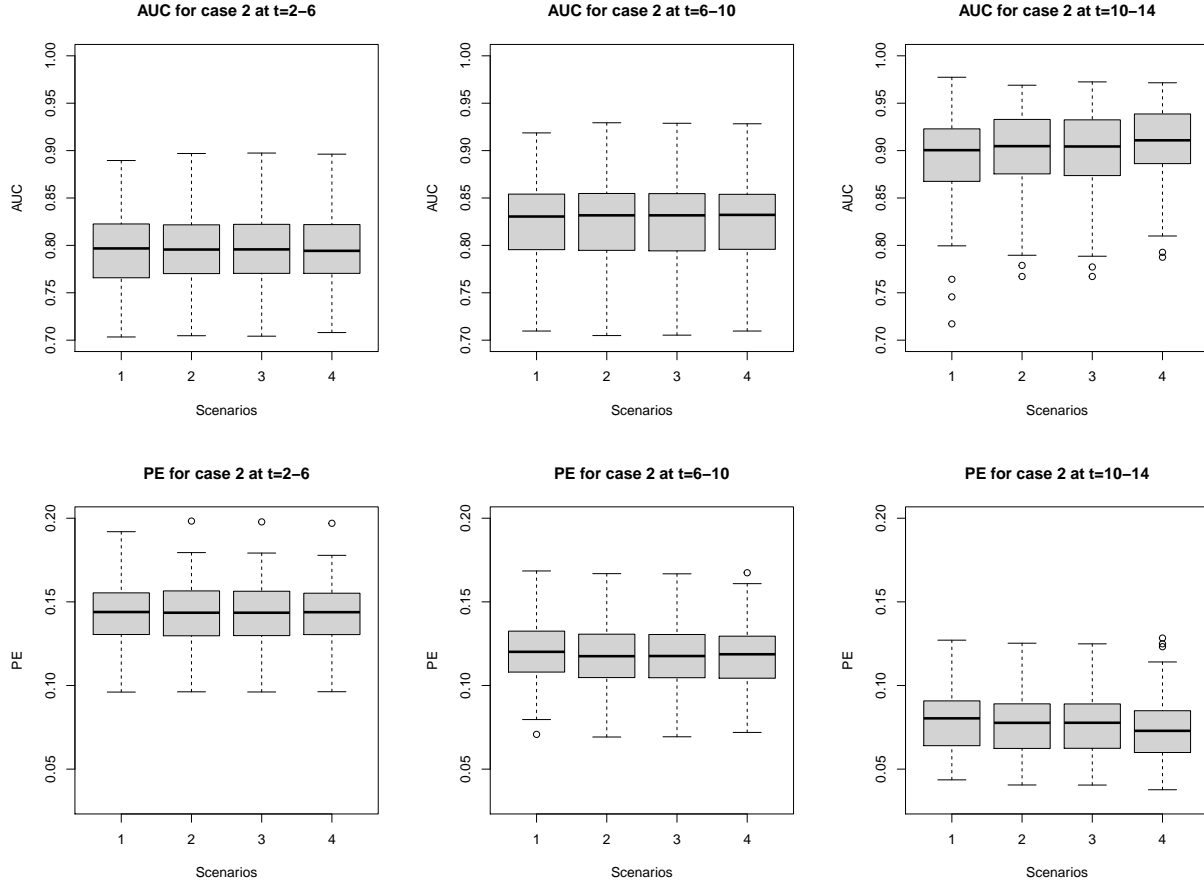 AUC for case 2 at t=2−6
AUC
1.00
0.95
0.90
0.85
0.80
0.75
0.70
1 2 3 4
Scenarios
AUC for case 2 at t=6−10
AUC
1.00
0.95
0.90
0.85
0.80
0.75
0.70
1 2 3 4
Scenarios
AUC for case 2 at t=10−14
AUC
1.00
0.95
0.90
0.85
0.80
0.75
0.70
1 2 3 4
Scenarios
PE for case 2 at t=2−6
PE
0.20
0.15
0.10
0.05
1 2 3 4
Scenarios
PE for case 2 at t=6−10
PE
0.20
0.15
0.10
0.05
1 2 3 4
Scenarios
PE for case 2 at t=10−14
PE
0.20
0.15
0.10
0.05
1 2 3 4
Scenarios